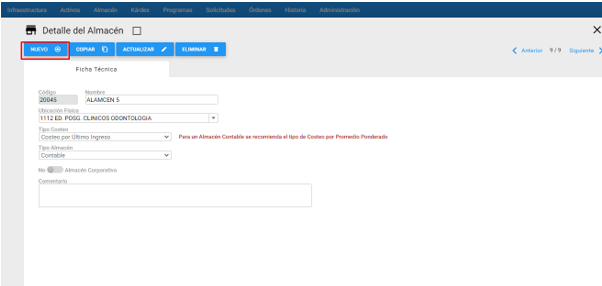 Infraestructura Activos Almacén Kárdex Programas Solicitudes Órdenes Historia Administración
Detalle del Almacén
NUEVO COPIAR ACTUALIZAR ELIMINAR
Anterior 9/9 Siguiente
Ficha Técnica
Código Nombre
20045 ALAMCEN 5
Ubicación Física
1112 ED. POSG. CLINICOS ODONTOLOGIA
Tipo Costeo
Costeo por Último Ingreso Para un Almacén Contable se recomienda el tipo de Costeo por Promedio Ponderado
Tipo Almacén
Contable
No Almacén Corporativo
Comentario